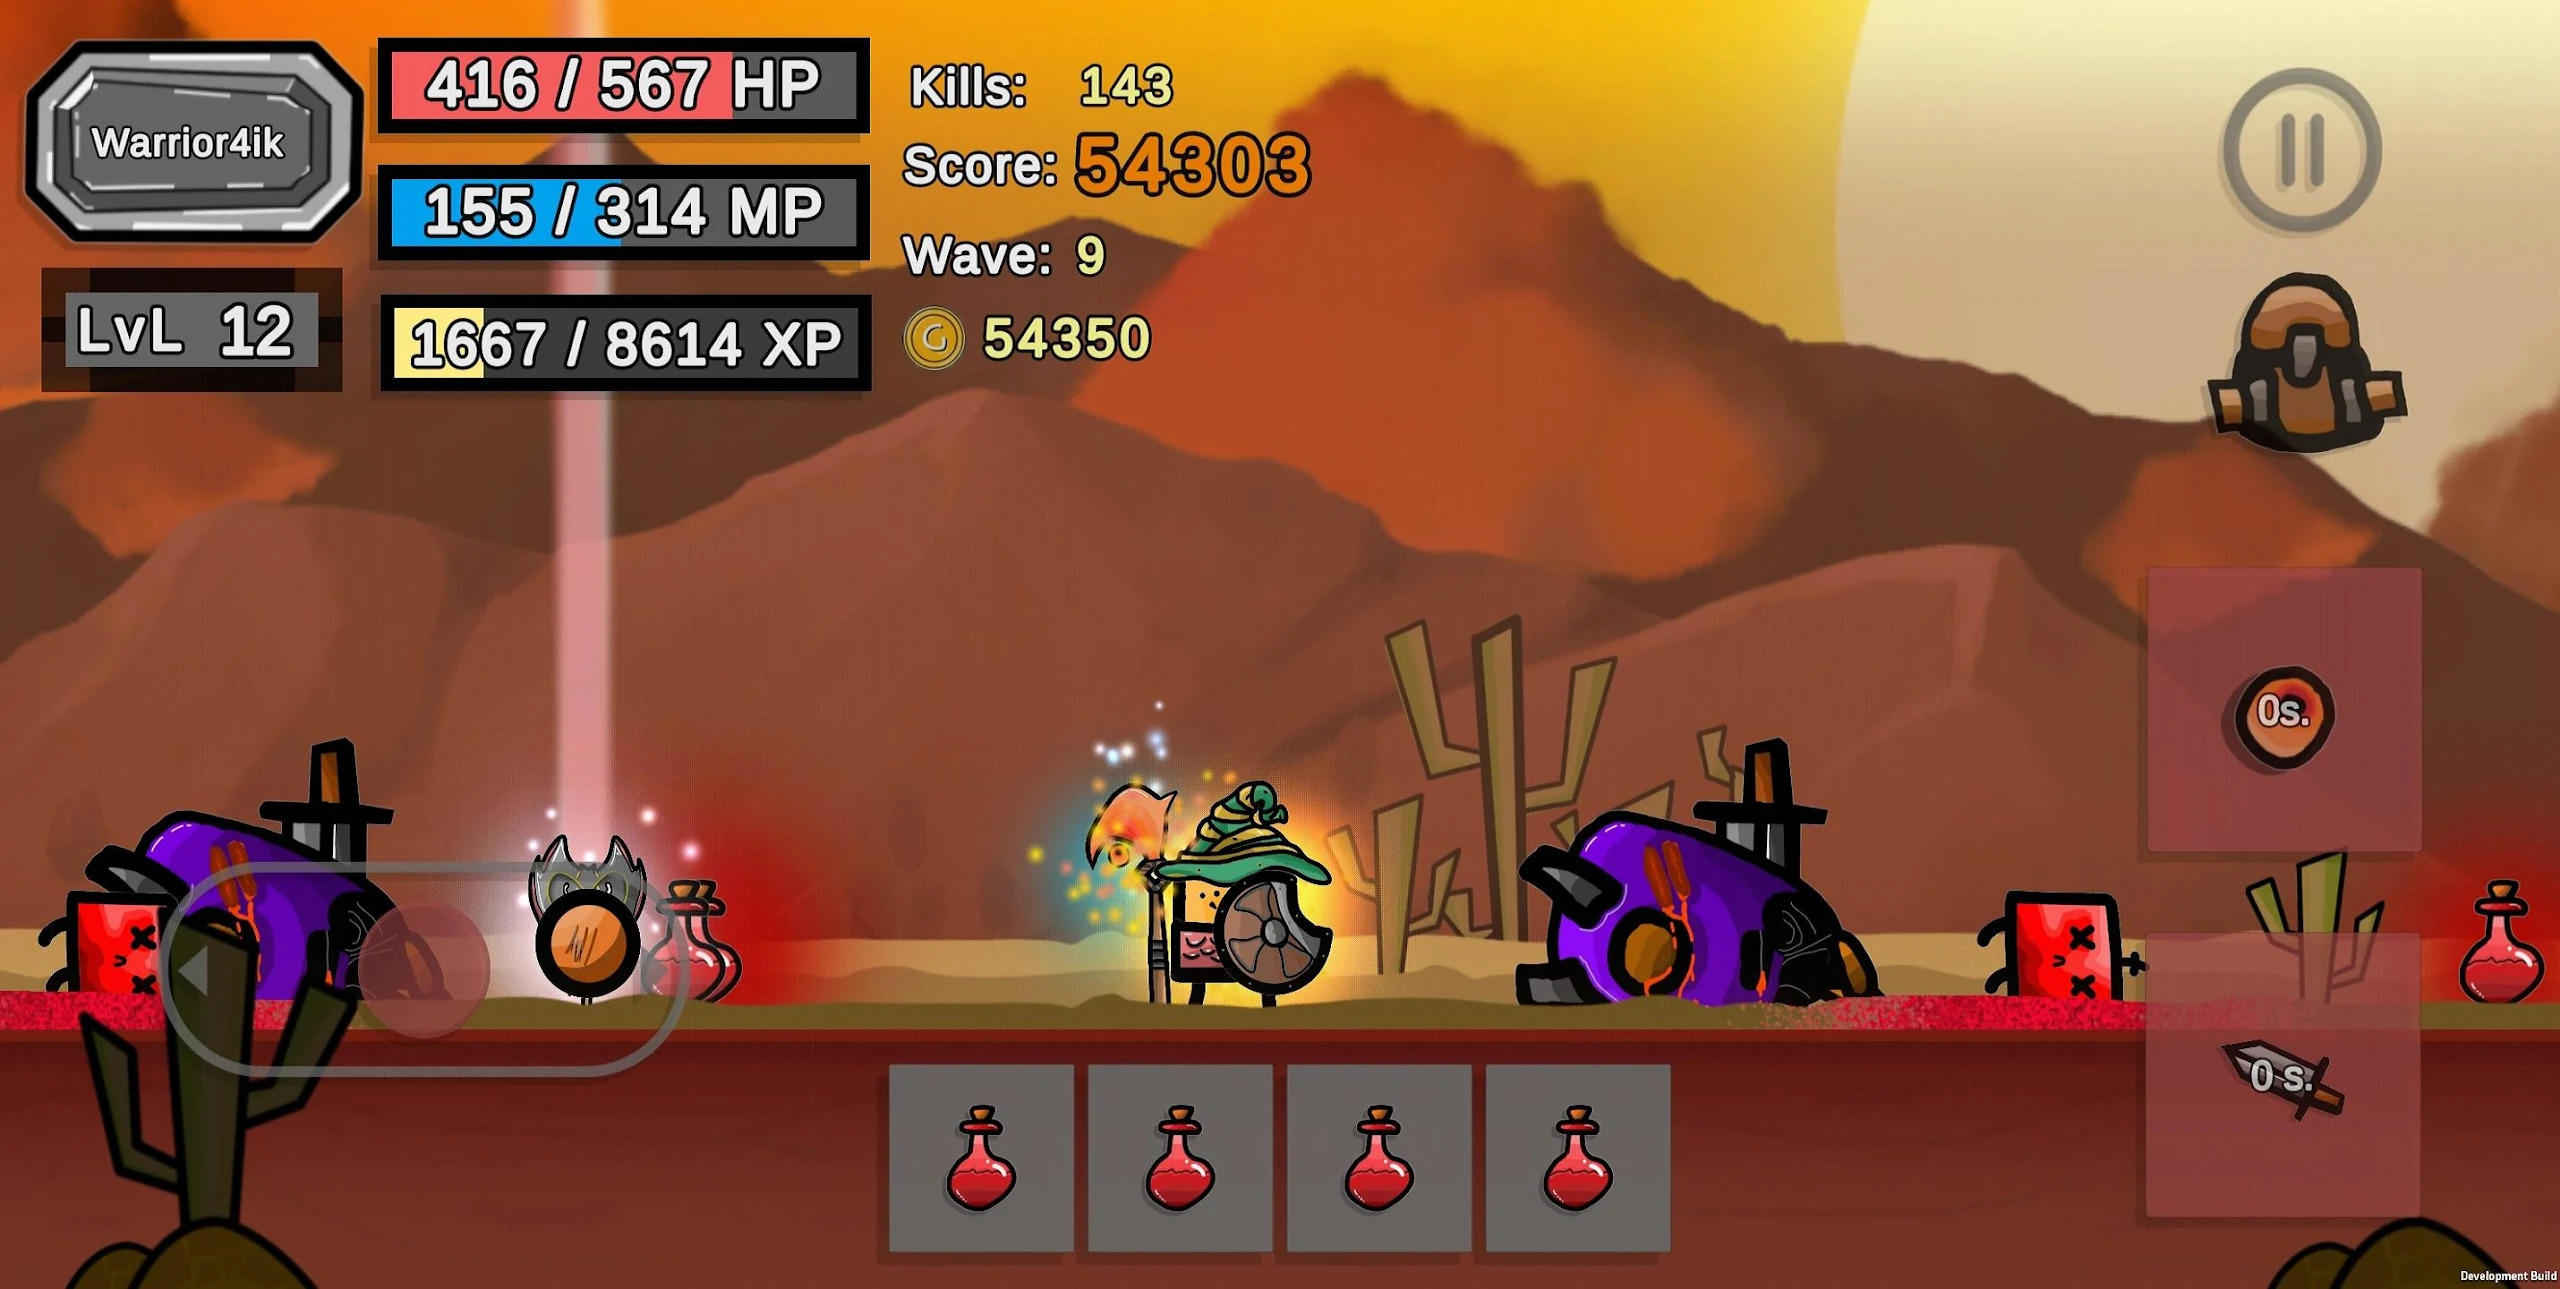 Warrior4ik
LvL 12
416 / 567 HP
155 / 314 MP
1667 / 8614 XP
Kills: 143
Score: 54303
Wave: 9
G 54350
0s.
0 s.
Development Build